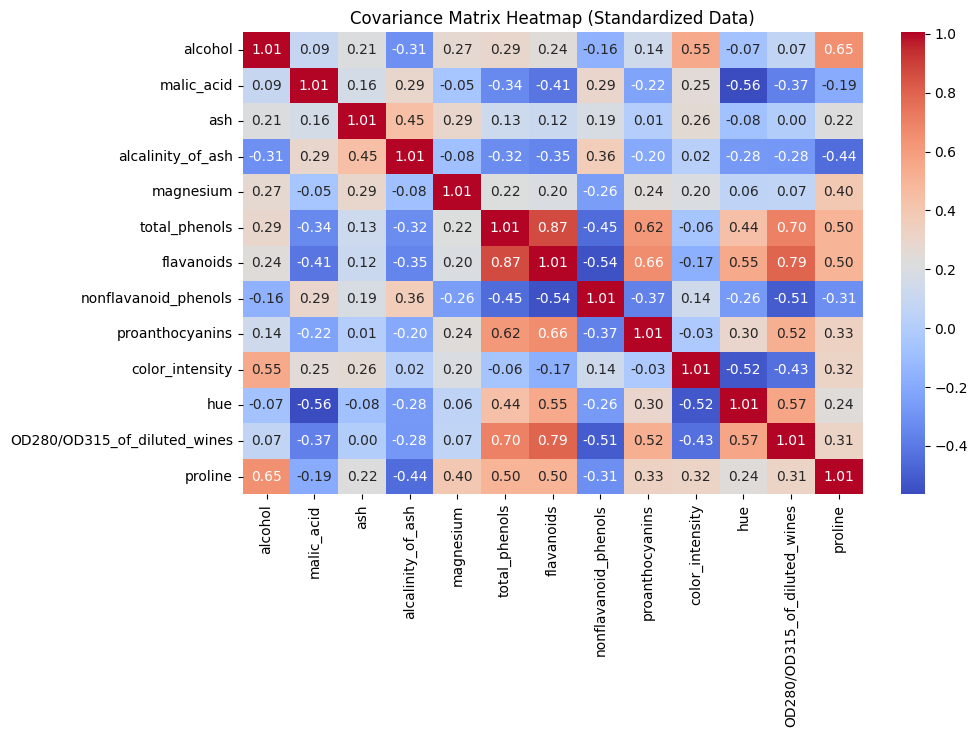 Covariance Matrix Heatmap (Standardized Data)
alcohol 1.01 0.09 0.21 -0.31 0.27 0.29 0.24 -0.16 0.14 0.55 -0.07 0.07 0.65
malic_acid 0.09 1.01 0.16 0.29 -0.05 -0.34 -0.41 0.29 -0.22 0.25 -0.56 -0.37 -0.19
ash 0.21 0.16 1.01 0.45 0.29 0.13 0.12 0.19 0.01 0.26 -0.08 0.00 0.22
alcalinity_of_ash -0.31 0.29 0.45 1.01 -0.08 -0.32 -0.35 0.36 -0.20 0.02 -0.28 -0.28 -0.44
magnesium 0.27 -0.05 0.29 -0.08 1.01 0.22 0.20 -0.26 0.24 0.20 0.06 0.07 0.40
total_phenols 0.29 -0.34 0.13 -0.32 0.22 1.01 0.87 -0.45 0.62 -0.06 0.44 0.70 0.50
flavanoids 0.24 -0.41 0.12 -0.35 0.20 0.87 1.01 -0.54 0.66 -0.17 0.55 0.79 0.50
nonflavanoid_phenols -0.16 0.29 0.19 0.36 -0.26 -0.45 -0.54 1.01 -0.37 0.14 -0.26 -0.51 -0.31
proanthocyanins 0.14 -0.22 0.01 -0.20 0.24 0.62 0.66 -0.37 1.01 -0.03 0.30 0.52 0.33
color_intensity 0.55 0.25 0.26 0.02 0.20 -0.06 -0.17 0.14 -0.03 1.01 -0.52 -0.43 0.32
hue -0.07 -0.56 -0.08 -0.28 0.06 0.44 0.55 -0.26 0.30 -0.52 1.01 0.57 0.24
OD280/OD315_of_diluted_wines 0.07 -0.37 0.00 -0.28 0.07 0.70 0.79 -0.51 0.52 -0.43 0.57 1.01 0.31
proline 0.65 -0.19 0.22 -0.44 0.40 0.50 0.50 -0.31 0.33 0.32 0.24 0.31 1.01
alcohol
malic_acid
ash
alcalinity_of_ash
magnesium
total_phenols
flavanoids
nonflavanoid_phenols
proanthocyanins
color_intensity
hue
OD280/OD315_of_diluted_wines
proline
1.0
0.8
0.6
0.4
0.2
0.0
−0.2
−0.4